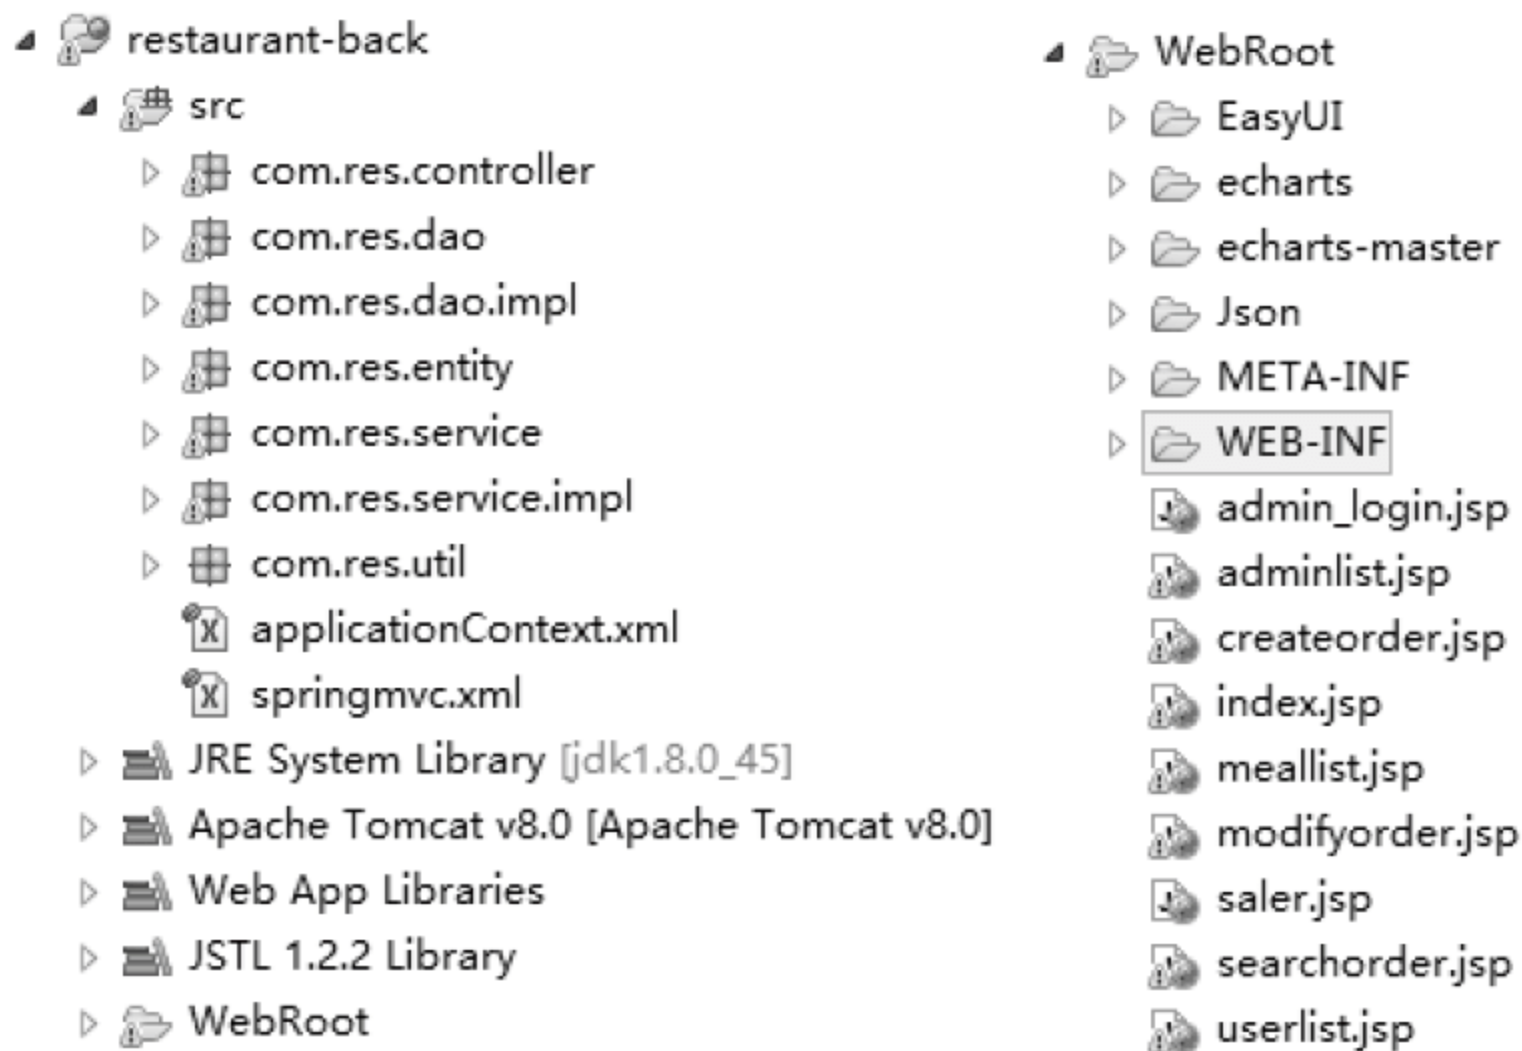 restaurant-back
src
com.res.controller
com.res.dao
com.res.dao.impl
com.res.entity
com.res.service
com.res.service.impl
com.res.util
applicationContext.xml
springmvc.xml
JRE System Library [jdk1.8.0_45]
Apache Tomcat v8.0 [Apache Tomcat v8.0]
Web App Libraries
JSTL 1.2.2 Library
WebRoot
WebRoot
EasyUI
echarts
echarts-master
Json
META-INF
WEB-INF
admin_login.jsp
adminlist.jsp
createorder.jsp
index.jsp
meallist.jsp
modifyorder.jsp
saler.jsp
searchorder.jsp
userlist.jsp